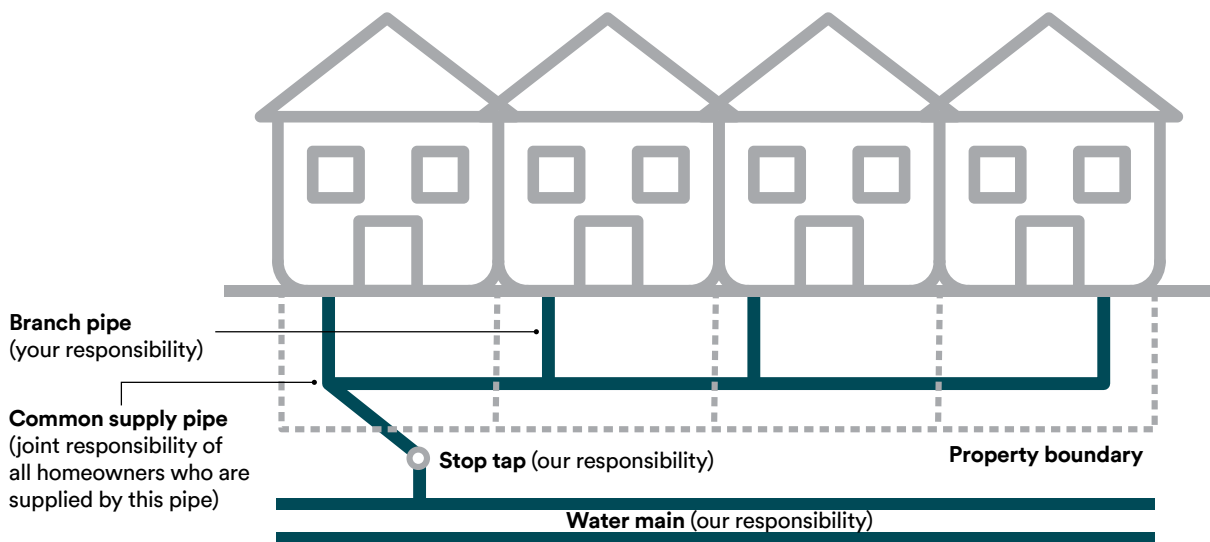 Branch pipe
(your responsibility)
Common supply pipe
(joint responsibility of
all homeowners who are
supplied by this pipe)
Stop tap (our responsibility)
Property boundary
Water main (our responsibility)